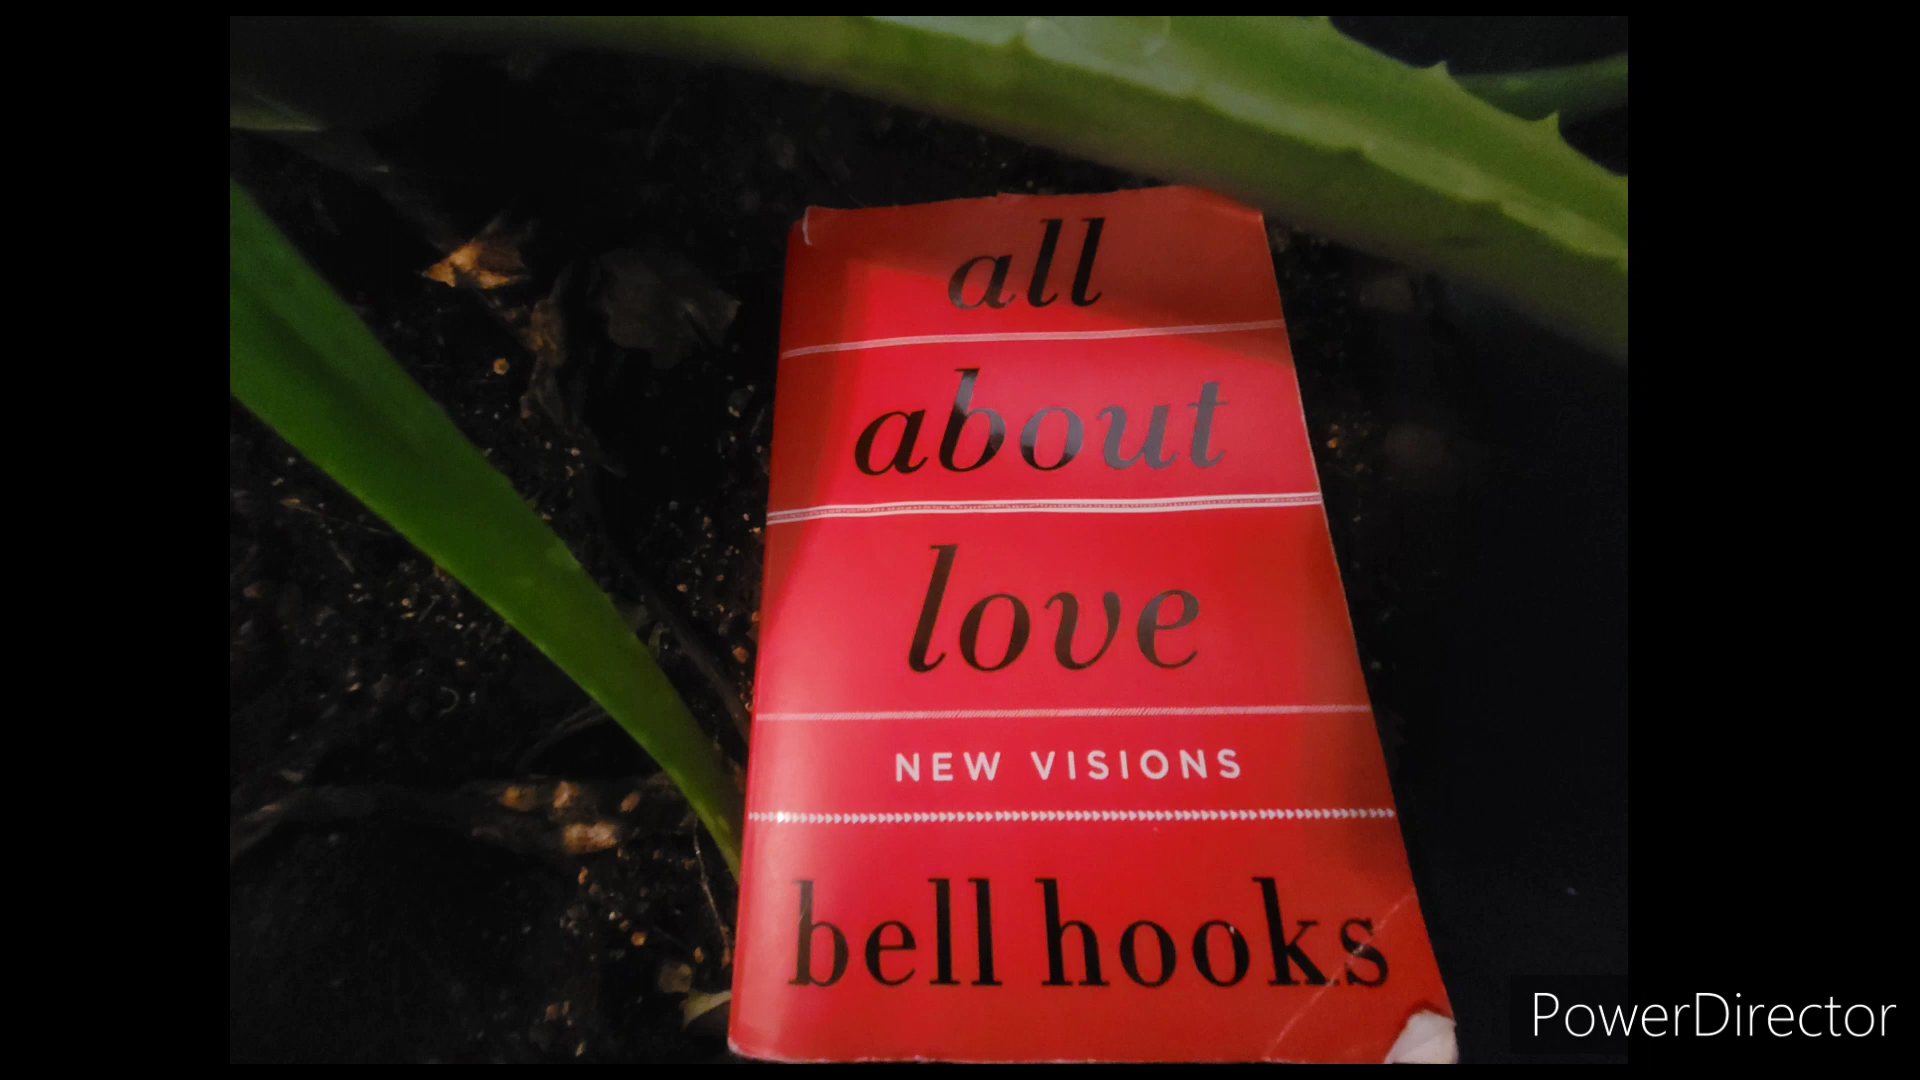 all
about
love
NEW VISIONS
bell hooks
PowerDirector